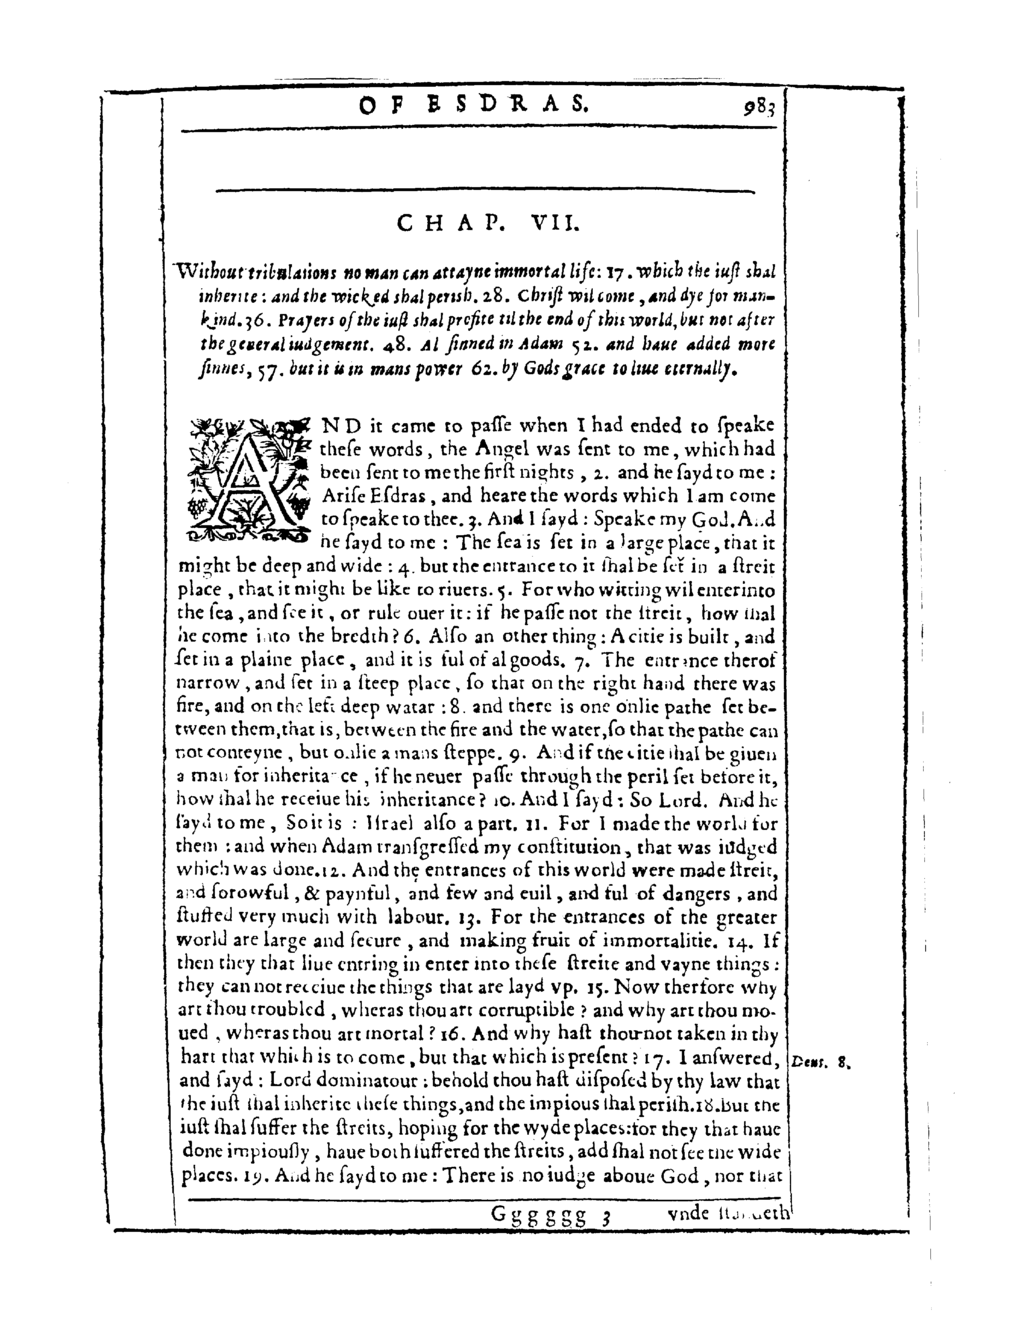 OF ESDRAS. 983
CHAP. VII.
Without tribulations no man can attayne immortal life: 17. which the iuſt shal
inherite: and the wicked shal perish. 28. Chriſt wil come, and dye for man-
kind. 36. Prayers of the iuſt shal profite til the end of this world, but not after
the general iudgement. 48. Al ſinned in Adam 52. and haue added more
ſinnes, 57. but it is in mans power 62. by Gods grace to liue eternally.
AND it came to paſſe when I had ended to ſpeake
theſe words, the Angel was ſent to me, which had
been ſent to me the firſt nights, 2. and he ſayd to me:
Ariſe Eſdras, and heare the words which I am come
to ſpeake to thee. 3. And I ſayd: Speake my God. And
he ſayd to me: The ſea is ſet in a large place, that it
might be deep and wide: 4. but the entrance to it ſhal be ſet in a ſtreit
place, that it might be like to riuers. 5. For who witting wil enter into
the ſea, and ſee it, or rule ouer it: if he paſſe not the ſtreit, how ſhal
he come into the bredth? 6. Alſo an other thing: A citie is built, and
ſet in a plaine place, and it is ful of al goods. 7. The entrance therof
narrow, and ſet in a ſteep place, ſo that on the right hand there was
fire, and on the left deep watar: 8. and there is one onlie pathe ſet be-
tween them, that is, between the fire and the water, ſo that the pathe can
not conteyne, but onlie a mans ſteppe. 9. And if the citie ſhal be giuen
a man for inheritance, if he neuer paſſe through the peril ſet before it,
how ſhal he receiue his inheritance? 10. And I ſayd: So Lord. And he
ſayd to me, So it is: Iſrael alſo a part. 11. For I made the world for
them: and when Adam tranſgreſſed my conſtitution, that was iudged
which was done. 12. And the entrances of this world were made ſtreit,
and ſorowful, & paynful, and few and euil, and ful of dangers, and
ſtuffed very much with labour. 13. For the entrances of the greater
world are large and ſecure, and making fruit of immortalitie. 14. If
then they that liue entring in enter into theſe ſtreite and vayne things:
they can not receiue the things that are layd vp. 15. Now therfore why
art thou troubled, wheras thou art corruptible? and why art thou mo-
ued, wheras thou art mortal? 16. And why haſt thou not taken in thy
hart that which is to come, but that which is preſent? 17. I anſwered, Deut. 8.
and ſayd: Lord dominatour: behold thou haſt diſpoſed by thy law that
the iuſt ſhal inherite theſe things, and the impious ſhal periſh. 18. but the
iuſt ſhal ſuffer the ſtreits, hoping for the wyde places: for they that haue
done impiouſly, haue both ſuffered the ſtreits, add ſhal not ſee the wide
places. 19. And he ſayd to me: There is no iudge aboue God, nor that
Gggggg 3 vnde